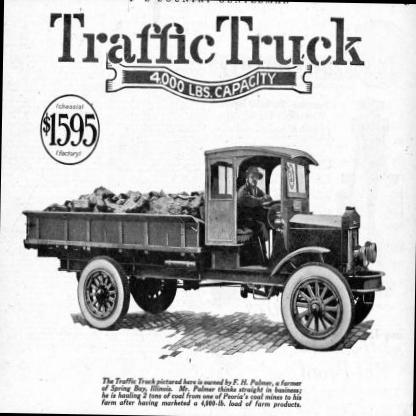 Traffic Truck
4,000 LBS. CAPACITY
(chassis)
$1595
(factory)
The Traffic Truck pictured here is owned by F. H. Palmer, a farmer
of Spring Bay, Illinois. Mr. Palmer thinks straight in business;
he is hauling 2 tons of coal from one of Peoria's coal mines to his
farm after having marketed a 4,000-lb. load of farm products.